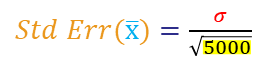 Std Err(x̅) = σ / √5000